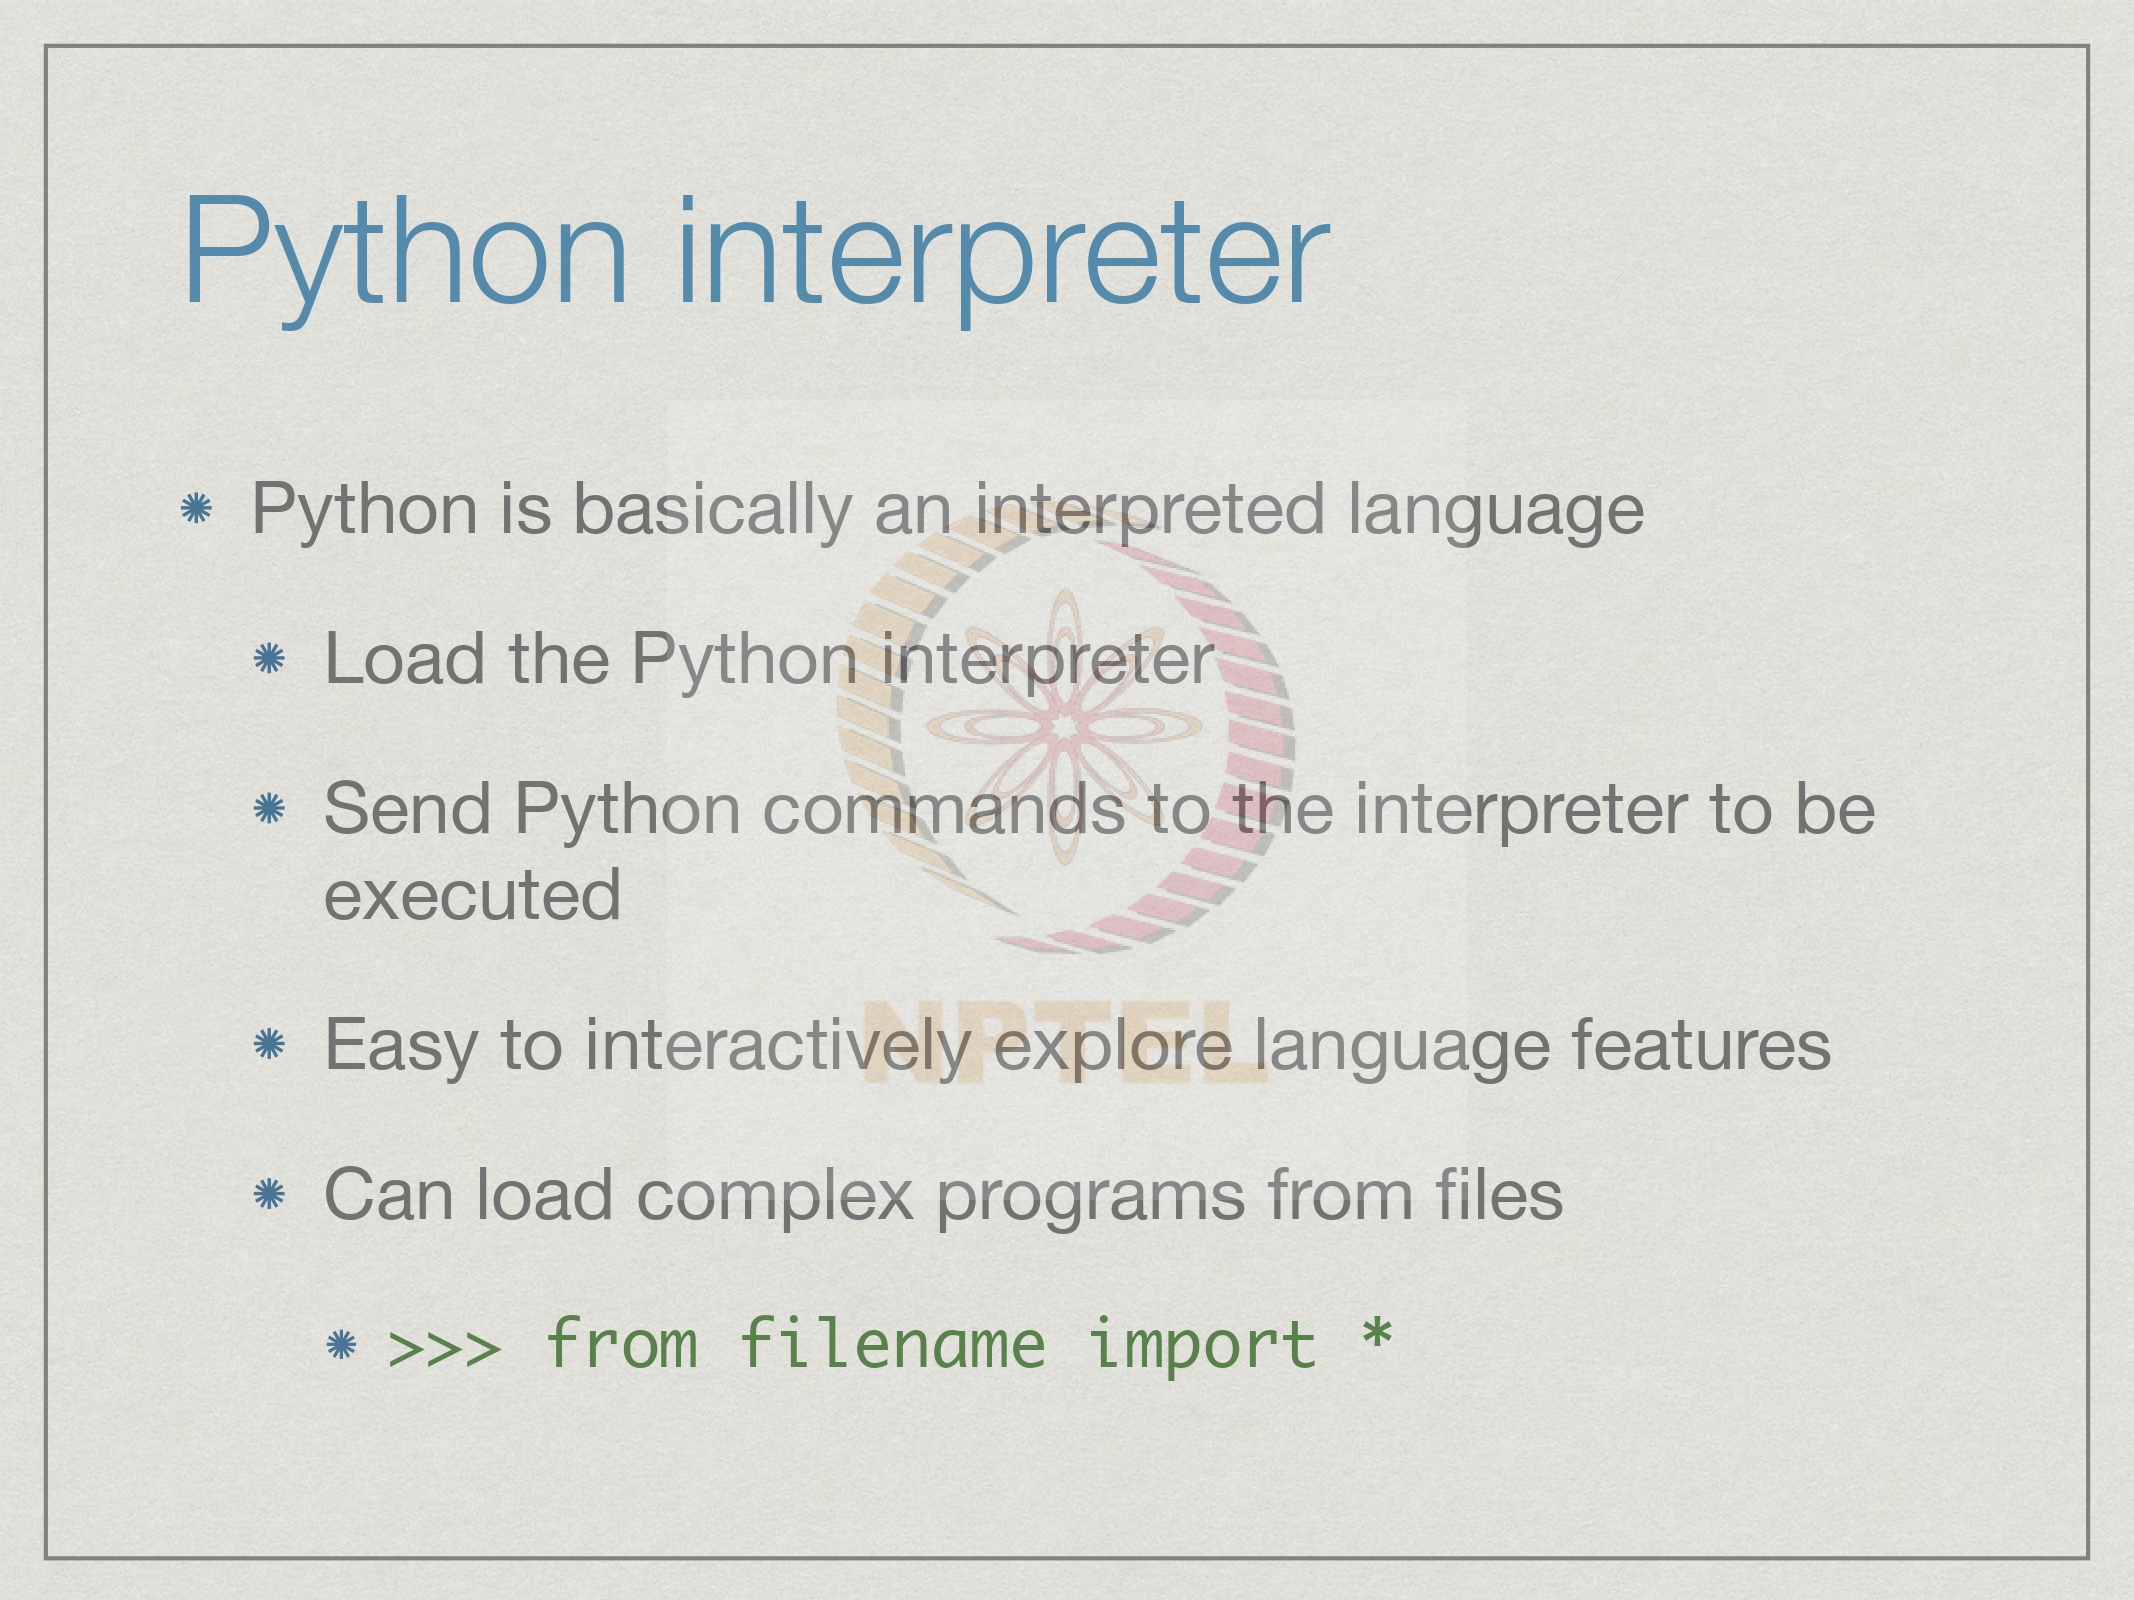 Python interpreter
Python is basically an interpreted language
Load the Python interpreter
Send Python commands to the interpreter to be
executed
Easy to interactively explore language features
Can load complex programs from files
>>> from filename import *
NPTEL